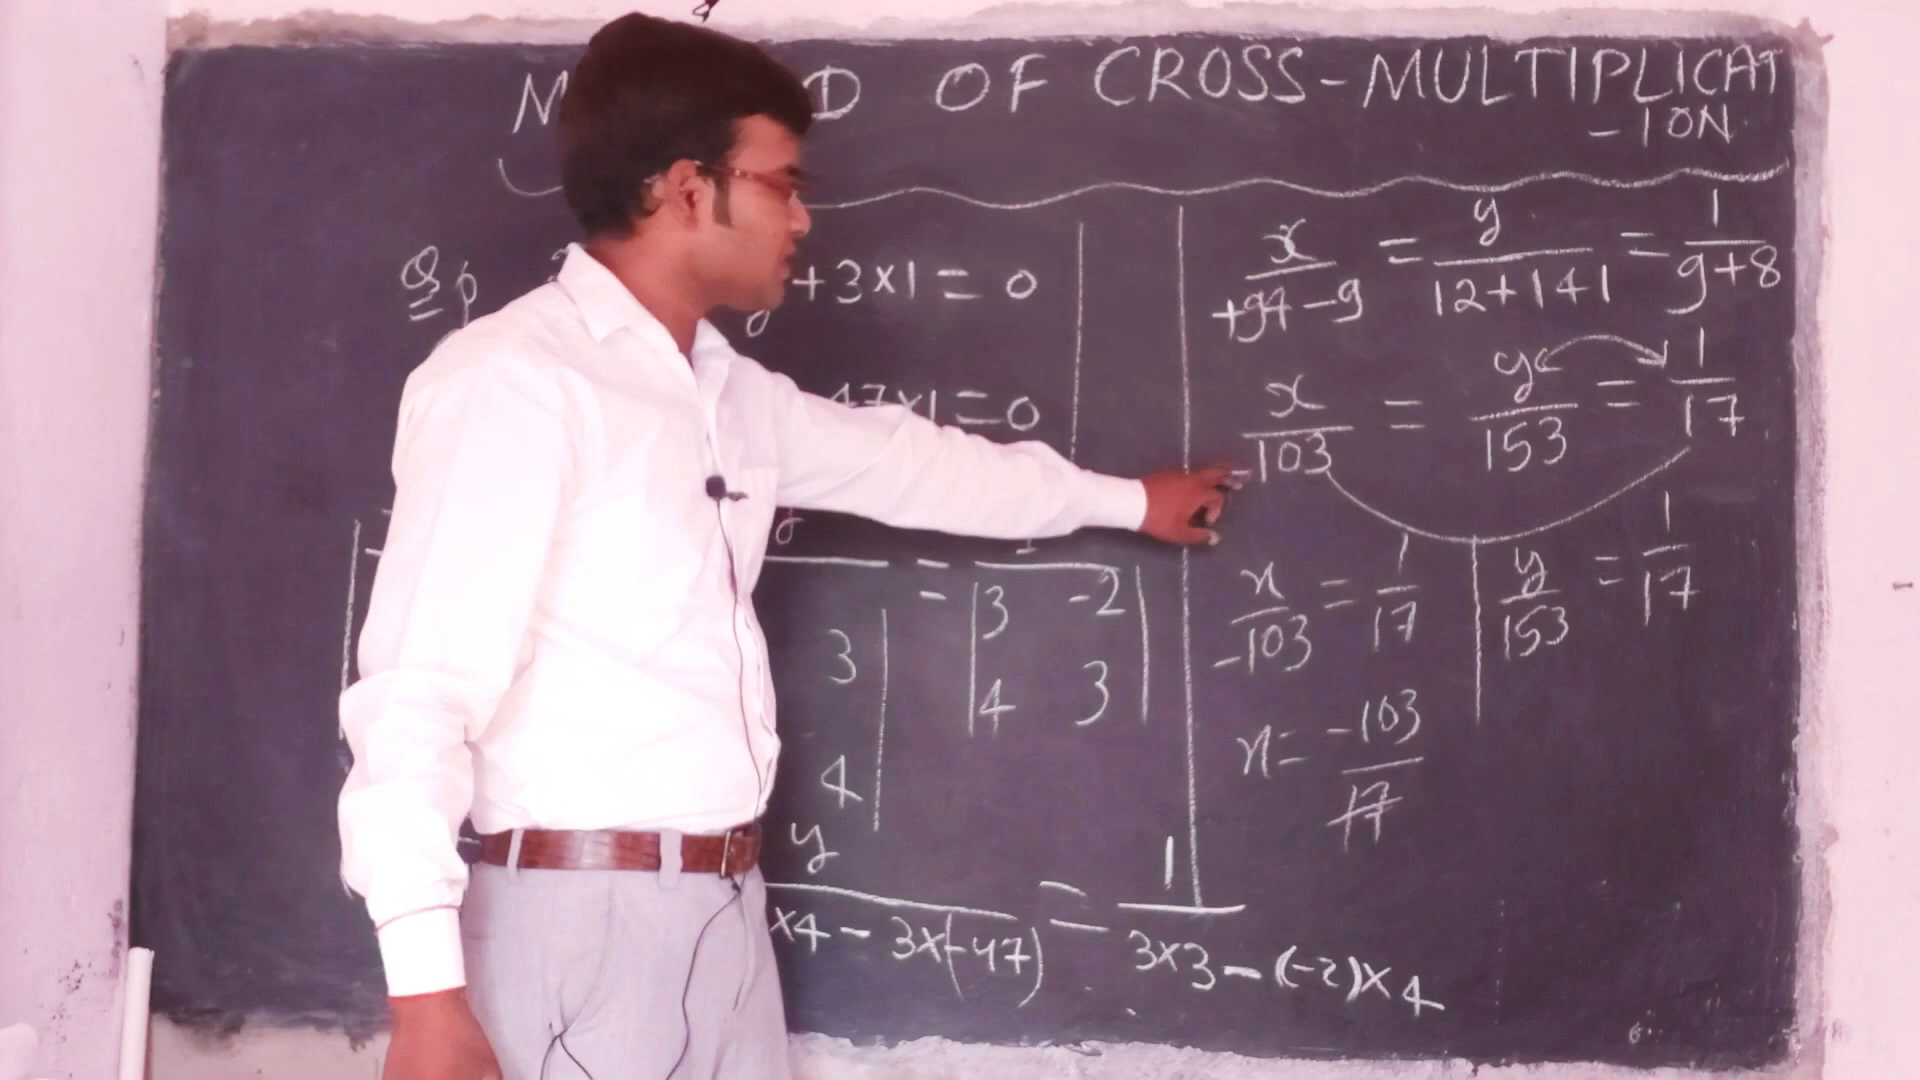 OF CROSS-MULTIPLICAT
-ION
+3×1=0
47×1=0
3 3 -2
4 4 3
y 1
×4-3×(-47) = 3×3-(-2)×4
x/+94-9 = y/12+141 = 1/9+8
x/-103 = y/153 = 1/17
x/-103 = 1/17
y/153 = 1/17
x = -103/17